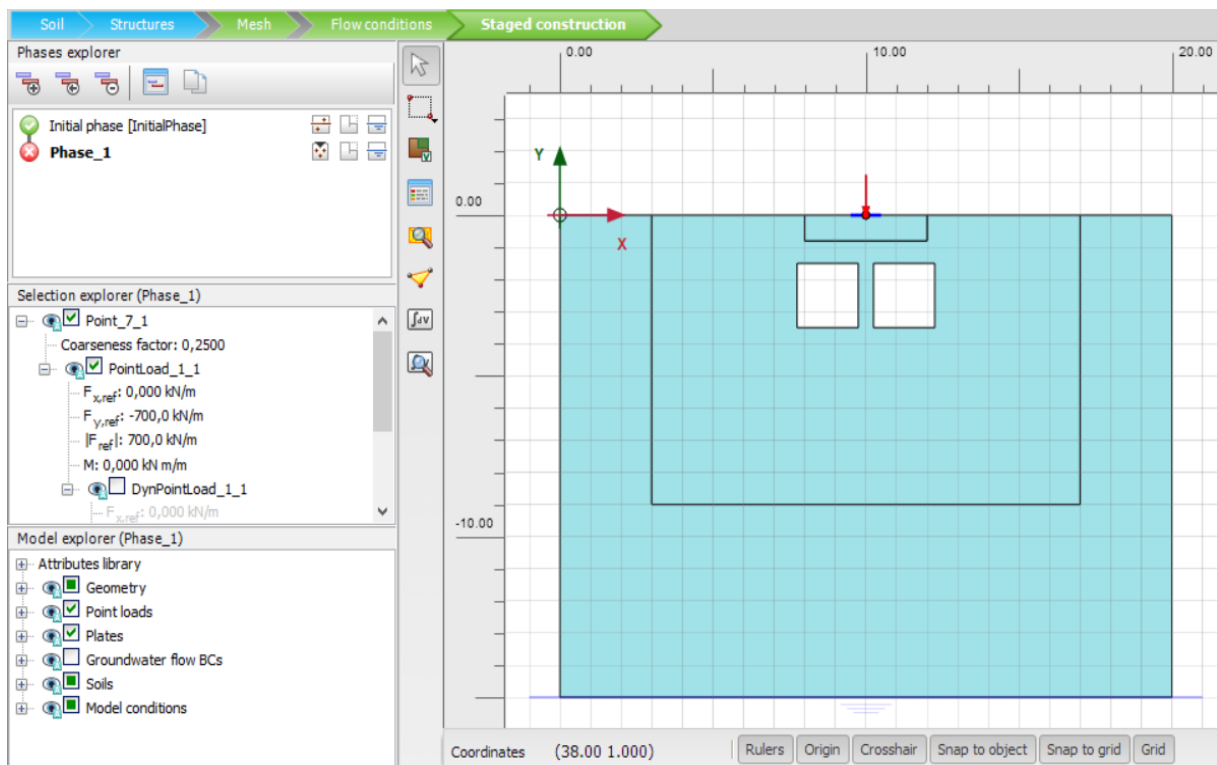 Soil Structures Mesh Flow conditions Staged construction
Phases explorer
Initial phase [InitialPhase]
Phase_1
Selection explorer (Phase_1)
Point_7_1
Coarseness factor: 0,2500
PointLoad_1_1
Fx,ref: 0,000 kN/m
Fy,ref: -700,0 kN/m
|Fref|: 700,0 kN/m
M: 0,000 kN m/m
DynPointLoad_1_1
Fx,ref: 0,000 kN/m
Model explorer (Phase_1)
Attributes library
Geometry
Point loads
Plates
Groundwater flow BCs
Soils
Model conditions
∫dV
0.00 10.00 20.00
Y
0.00
X
-10.00
Coordinates (38.00 1.000) Rulers Origin Crosshair Snap to object Snap to grid Grid